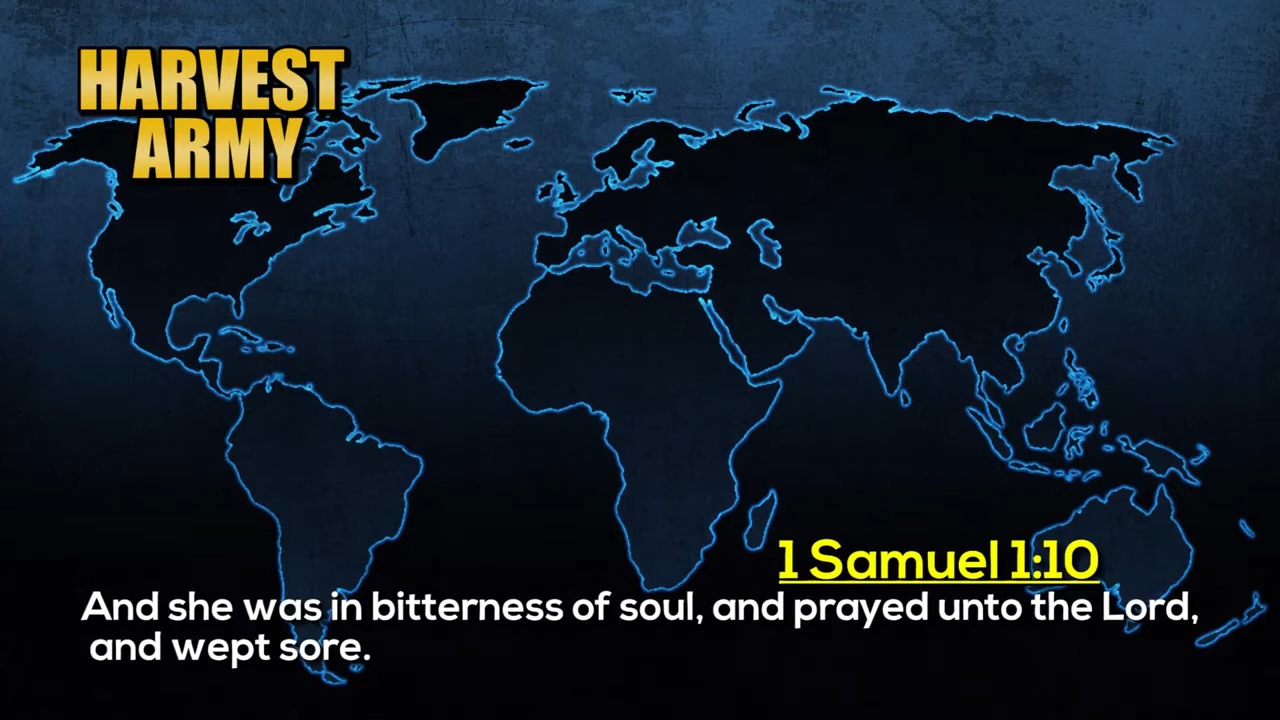 HARVEST
ARMY
1 Samuel 1:10
And she was in bitterness of soul, and prayed unto the Lord,
and wept sore.